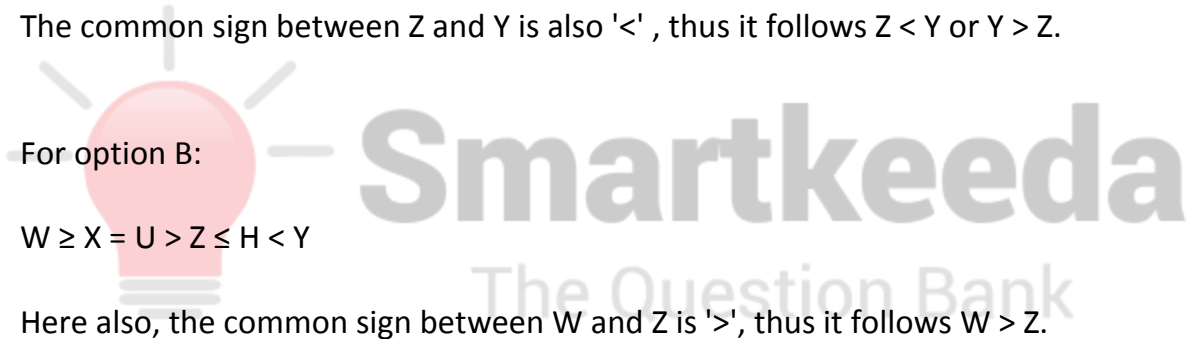 The common sign between Z and Y is also '<' , thus it follows Z < Y or Y > Z.
For option B:
Smartkeeda
W ≥ X = U > Z ≤ H < Y
The Question Bank
Here also, the common sign between W and Z is '>', thus it follows W > Z.